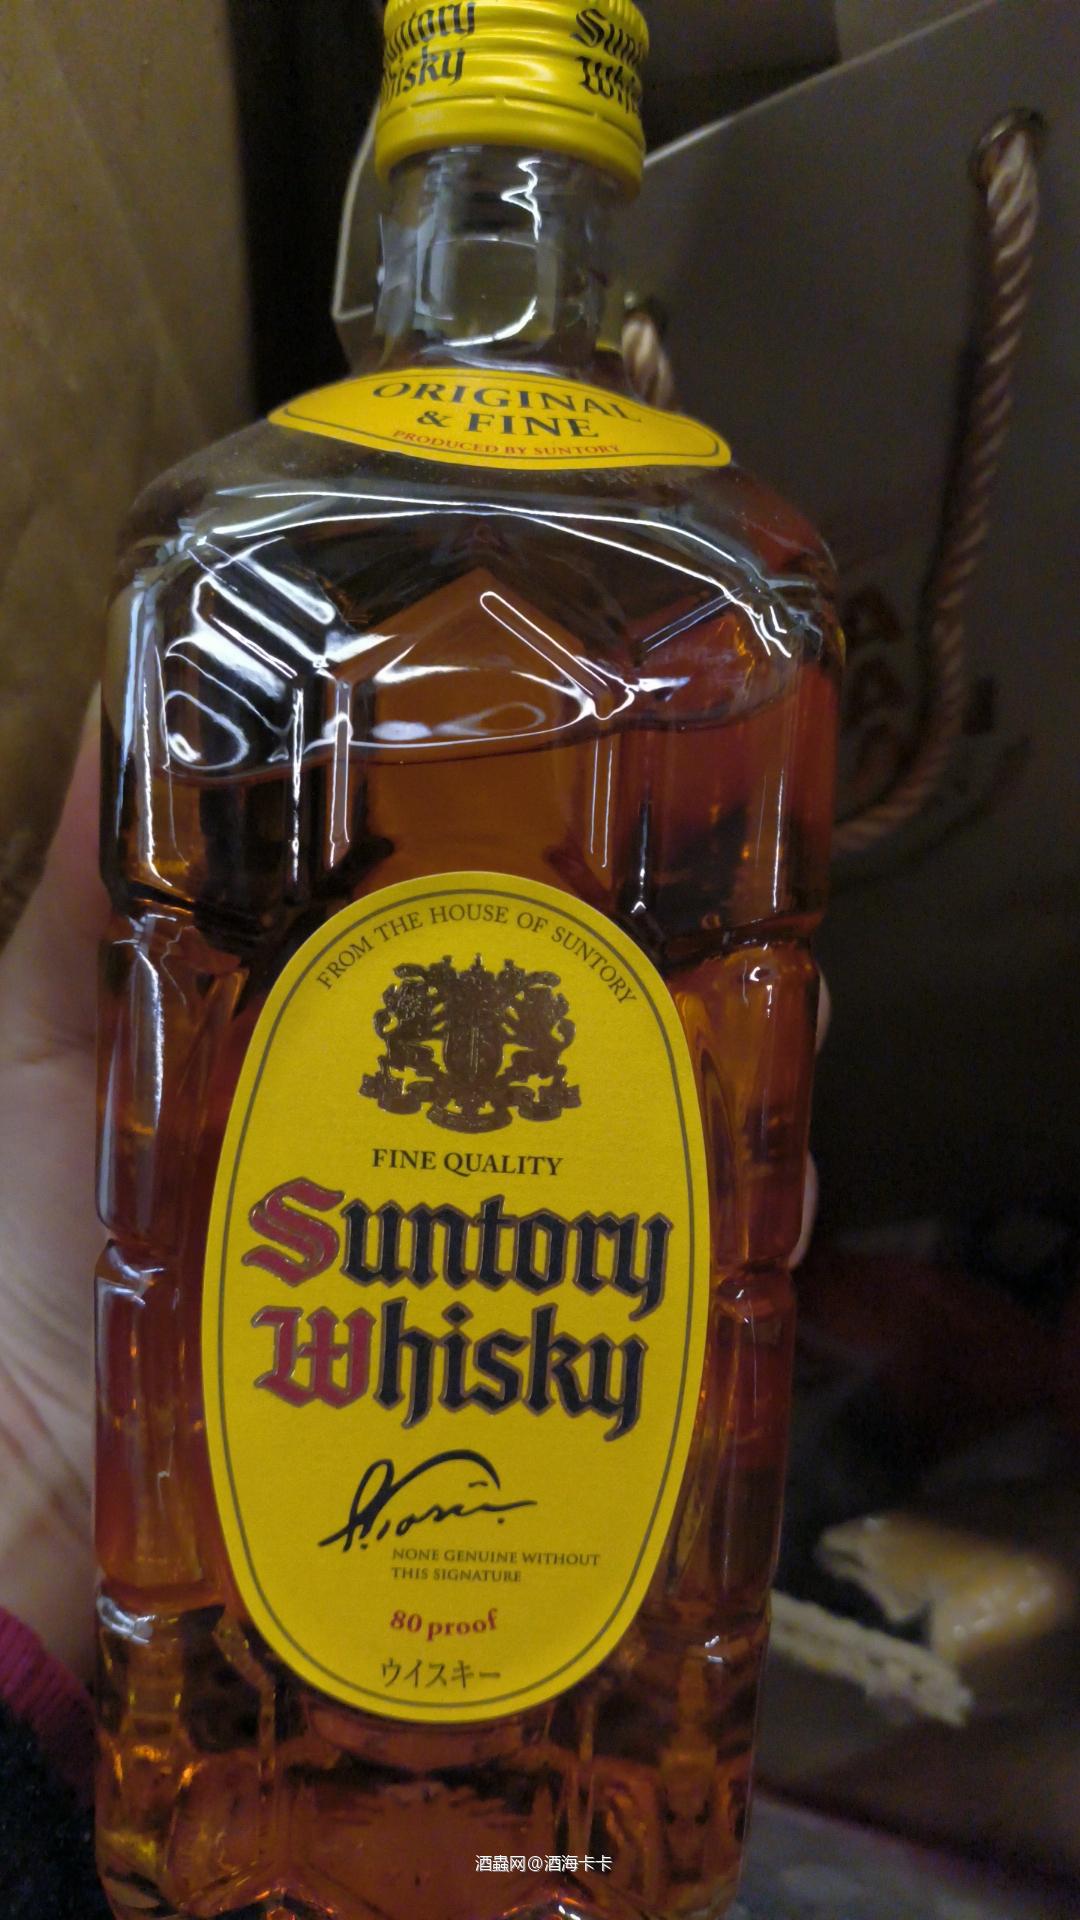 Suntory
Whisky
ORIGINAL
& FINE
PRODUCED BY SUNTORY
FROM THE HOUSE OF SUNTORY
FINE QUALITY
Suntory
Whisky
NONE GENUINE WITHOUT
THIS SIGNATURE
80 proof
ウイスキー
酒蟲网@酒海卡卡